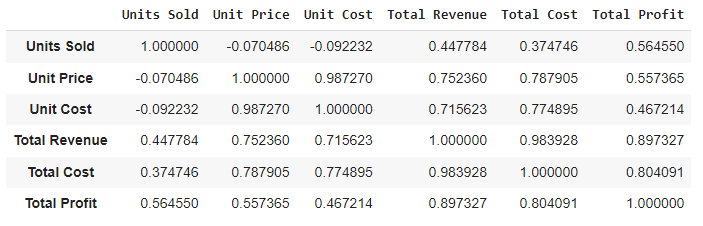 Units Sold Unit Price Unit Cost Total Revenue Total Cost Total Profit
Units Sold 1.000000 -0.070486 -0.092232 0.447784 0.374746 0.564550
Unit Price -0.070486 1.000000 0.987270 0.752360 0.787905 0.557365
Unit Cost -0.092232 0.987270 1.000000 0.715623 0.774895 0.467214
Total Revenue 0.447784 0.752360 0.715623 1.000000 0.983928 0.897327
Total Cost 0.374746 0.787905 0.774895 0.983928 1.000000 0.804091
Total Profit 0.564550 0.557365 0.467214 0.897327 0.804091 1.000000